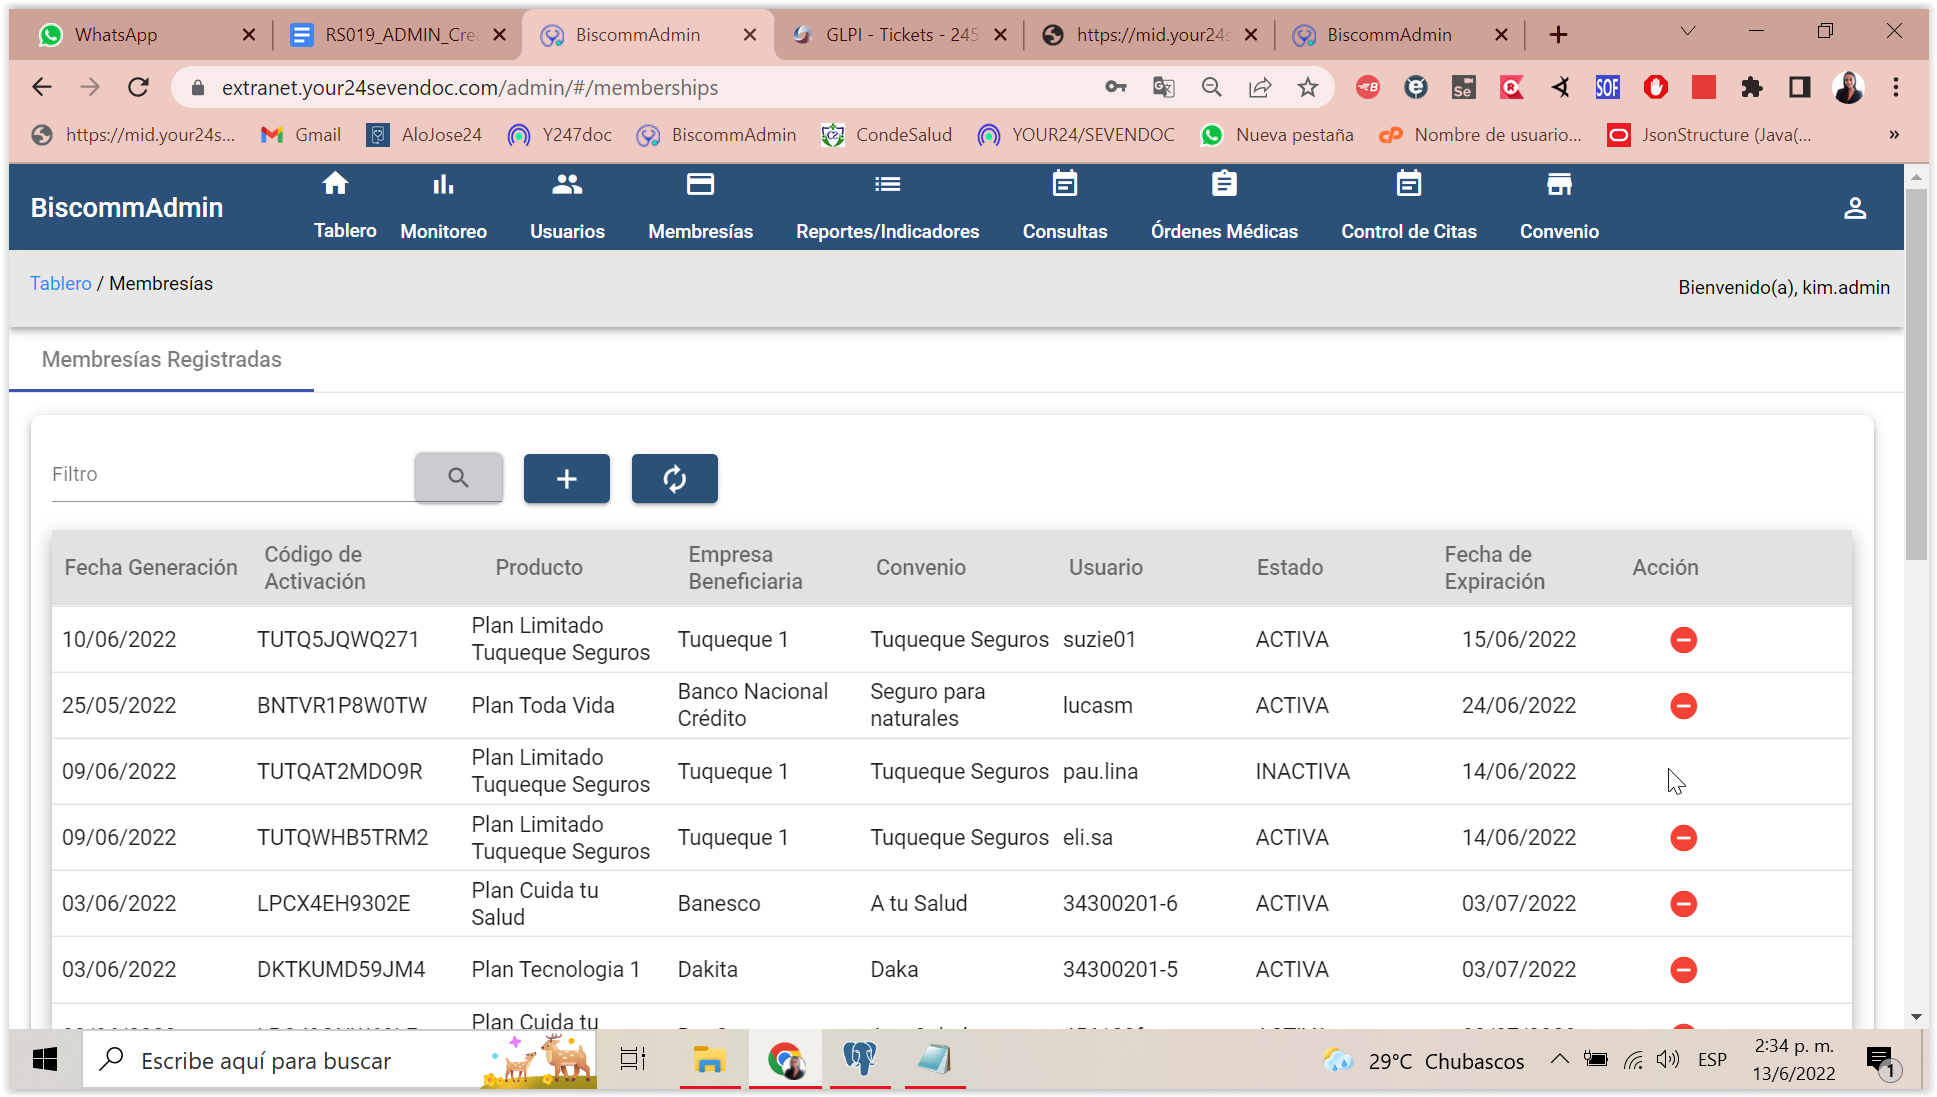 WhatsApp
RS019_ADMIN_Crea
BiscommAdmin
GLPI - Tickets - 245
https://mid.your24s
BiscommAdmin
extranet.your24sevendoc.com/admin/#/memberships
https://mid.your24s...
Gmail
AloJose24
Y247doc
BiscommAdmin
CondeSalud
YOUR24/SEVENDOC
Nueva pestaña
Nombre de usuario...
JsonStructure (Java(...
»
BiscommAdmin
Tablero
Monitoreo
Usuarios
Membresías
Reportes/Indicadores
Consultas
Órdenes Médicas
Control de Citas
Convenio
Tablero / Membresías
Bienvenido(a), kim.admin
Membresías Registradas
Filtro
Fecha Generación
Código de
Activación
Producto
Empresa
Beneficiaria
Convenio
Usuario
Estado
Fecha de
Expiración
Acción
10/06/2022
TUTQ5JQWQ271
Plan Limitado
Tuqueque Seguros
Tuqueque 1
Tuqueque Seguros
suzie01
ACTIVA
15/06/2022
25/05/2022
BNTVR1P8W0TW
Plan Toda Vida
Banco Nacional
Crédito
Seguro para
naturales
lucasm
ACTIVA
24/06/2022
09/06/2022
TUTQAT2MDO9R
Plan Limitado
Tuqueque Seguros
Tuqueque 1
Tuqueque Seguros
pau.lina
INACTIVA
14/06/2022
09/06/2022
TUTQWHB5TRM2
Plan Limitado
Tuqueque Seguros
Tuqueque 1
Tuqueque Seguros
eli.sa
ACTIVA
14/06/2022
03/06/2022
LPCX4EH9302E
Plan Cuida tu
Salud
Banesco
A tu Salud
34300201-6
ACTIVA
03/07/2022
03/06/2022
DKTKUMD59JM4
Plan Tecnologia 1
Dakita
Daka
34300201-5
ACTIVA
03/07/2022
Plan Cuida tu
Escribe aquí para buscar
29°C Chubascos
ESP
2:34 p. m.
13/6/2022
1